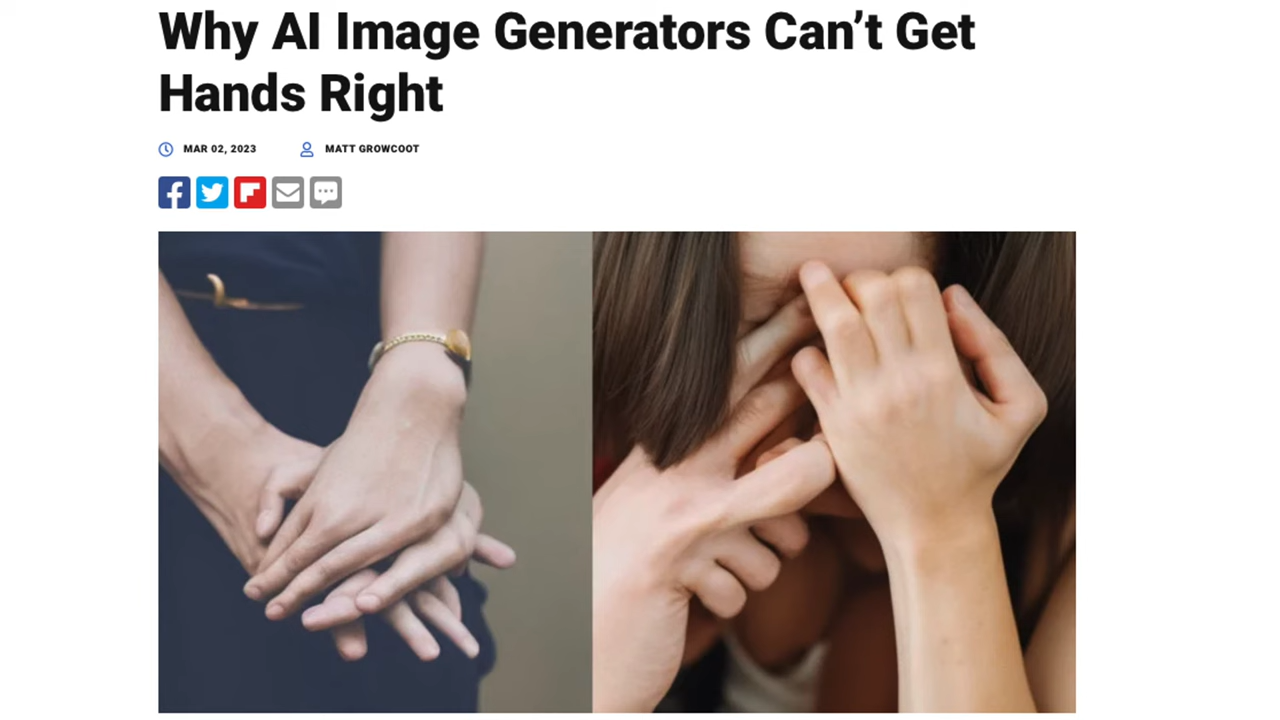 Why AI Image Generators Can’t Get
Hands Right
MAR 02, 2023 MATT GROWCOOT